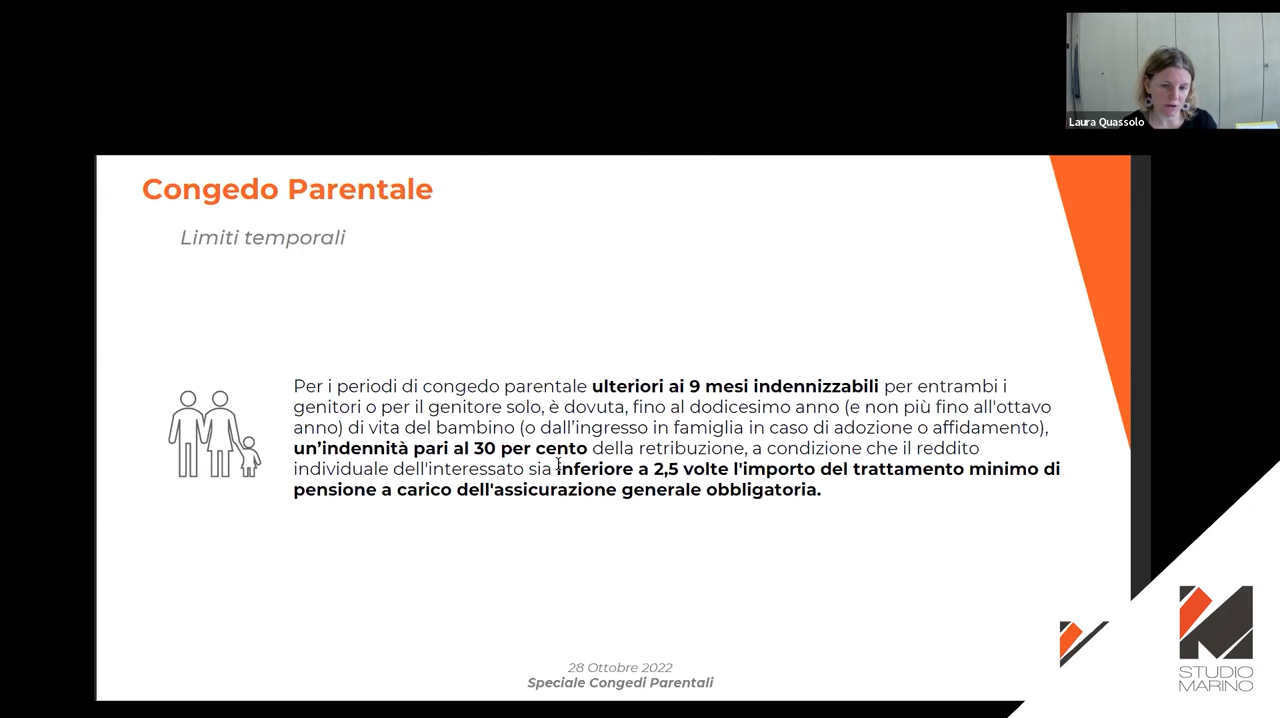 Laura Quassolo
Congedo Parentale
Limiti temporali
Per i periodi di congedo parentale ulteriori ai 9 mesi indennizzabili per entrambi i
genitori o per il genitore solo, è dovuta, fino al dodicesimo anno (e non più fino all'ottavo
anno) di vita del bambino (o dall’ingresso in famiglia in caso di adozione o affidamento),
un’indennità pari al 30 per cento della retribuzione, a condizione che il reddito
individuale dell'interessato sia inferiore a 2,5 volte l'importo del trattamento minimo di
pensione a carico dell'assicurazione generale obbligatoria.
28 Ottobre 2022
Speciale Congedi Parentali
STUDIO
MARINO